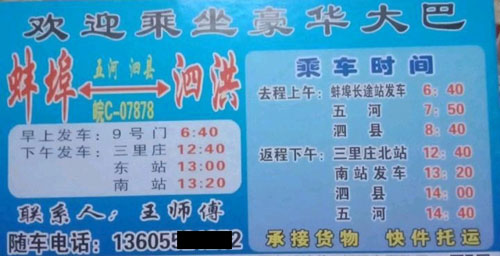 欢迎乘坐豪华大巴
蚌埠 五河 泗县 泗洪
皖C-07878
早上发车：9号门 6:40
下午发车：三里庄 12:40
东站 13:00
南站 13:20
联系人：王师傅
随车电话：13605
乘车时间
去程上午：蚌埠长途站发车 6:40
五河 7:50
泗县 8:40
返程下午：三里庄北站 12:40
南站发车 13:20
泗县 14:00
五河 14:40
承接货物 快件托运